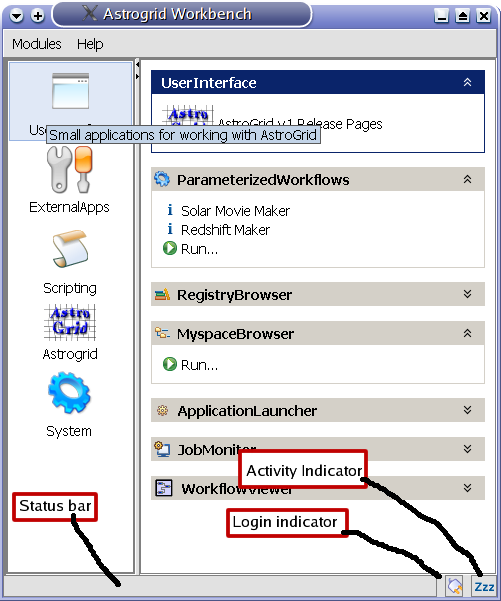 Astrogrid Workbench
Modules Help
UserInterface
Astro
Grid
AstroGrid v1 Release Pages
Small applications for working with AstroGrid
ExternalApps
Scripting
Astro
Grid
Astrogrid
System
ParameterizedWorkflows
i Solar Movie Maker
i Redshift Maker
Run...
RegistryBrowser
MyspaceBrowser
Run...
ApplicationLauncher
JobMonitor
WorkflowViewer
Activity Indicator
Status bar
Login indicator
Zzz